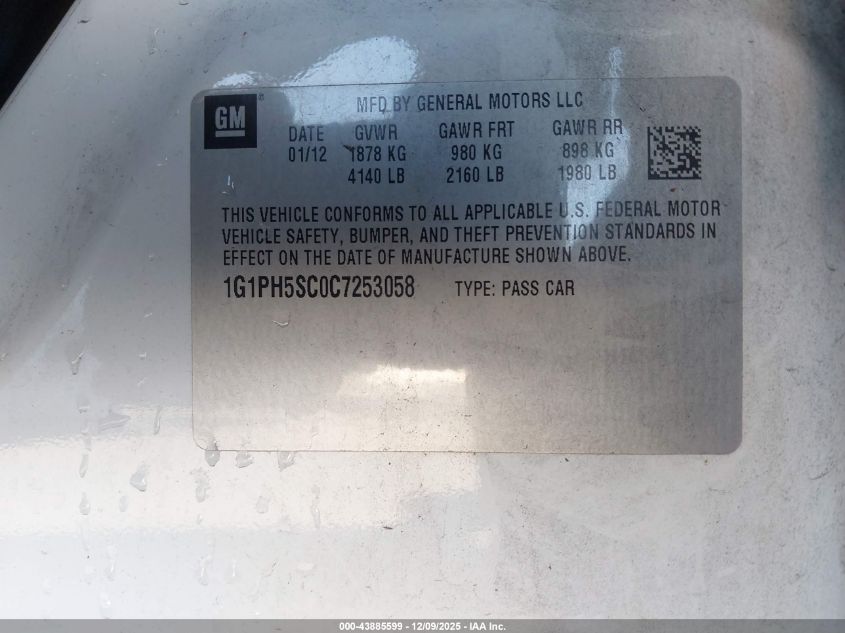 GM ®
MFD BY GENERAL MOTORS LLC
DATE GVWR GAWR FRT GAWR RR
01/12 1878 KG 980 KG 898 KG
4140 LB 2160 LB 1980 LB
THIS VEHICLE CONFORMS TO ALL APPLICABLE U.S. FEDERAL MOTOR
VEHICLE SAFETY, BUMPER, AND THEFT PREVENTION STANDARDS IN
EFFECT ON THE DATE OF MANUFACTURE SHOWN ABOVE.
1G1PH5SC0C7253058 TYPE: PASS CAR
000-43885599 - 12/09/2025 - IAA Inc.